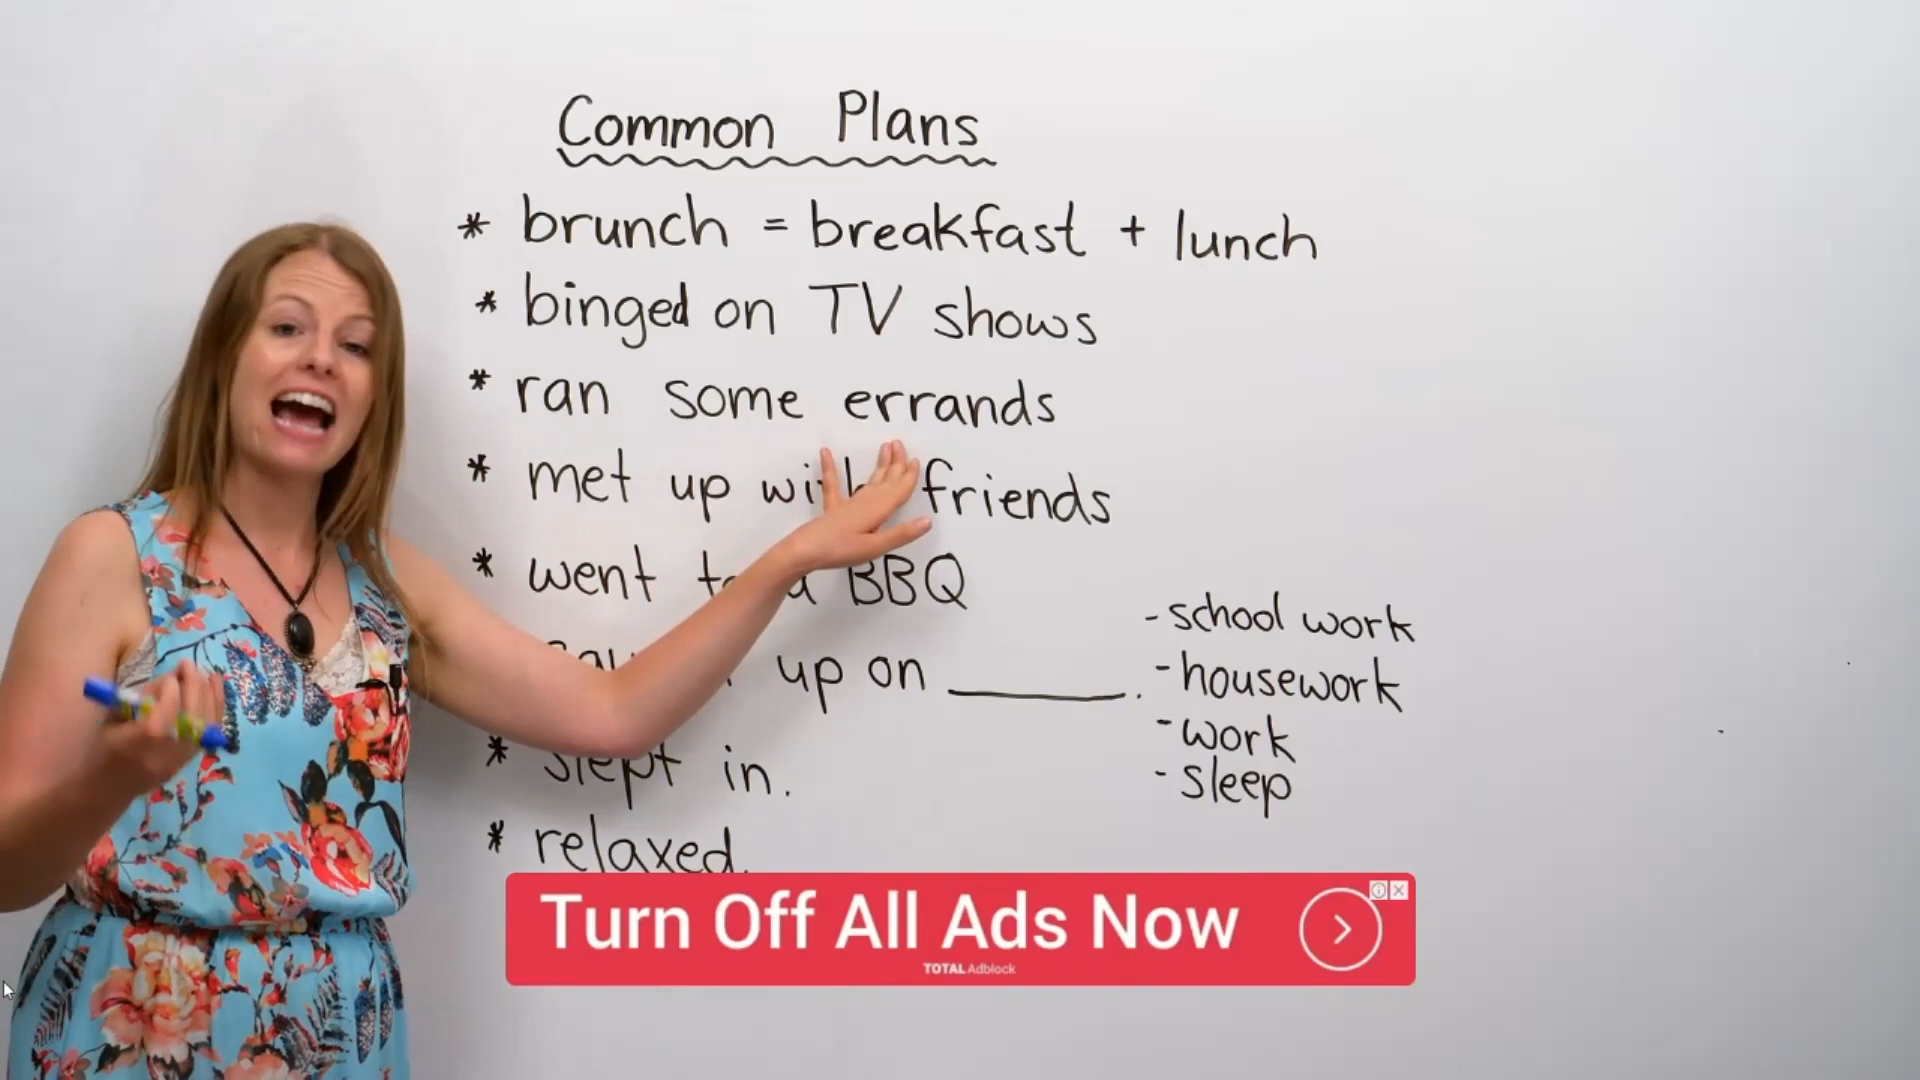 Common Plans
* brunch = breakfast + lunch
* binged on TV shows
* ran some errands
* met up with friends
* went to a BBQ
up on ______.
- school work
- housework
- work
- sleep
* slept in.
* relaxed.
Turn Off All Ads Now
TOTAL Adblock